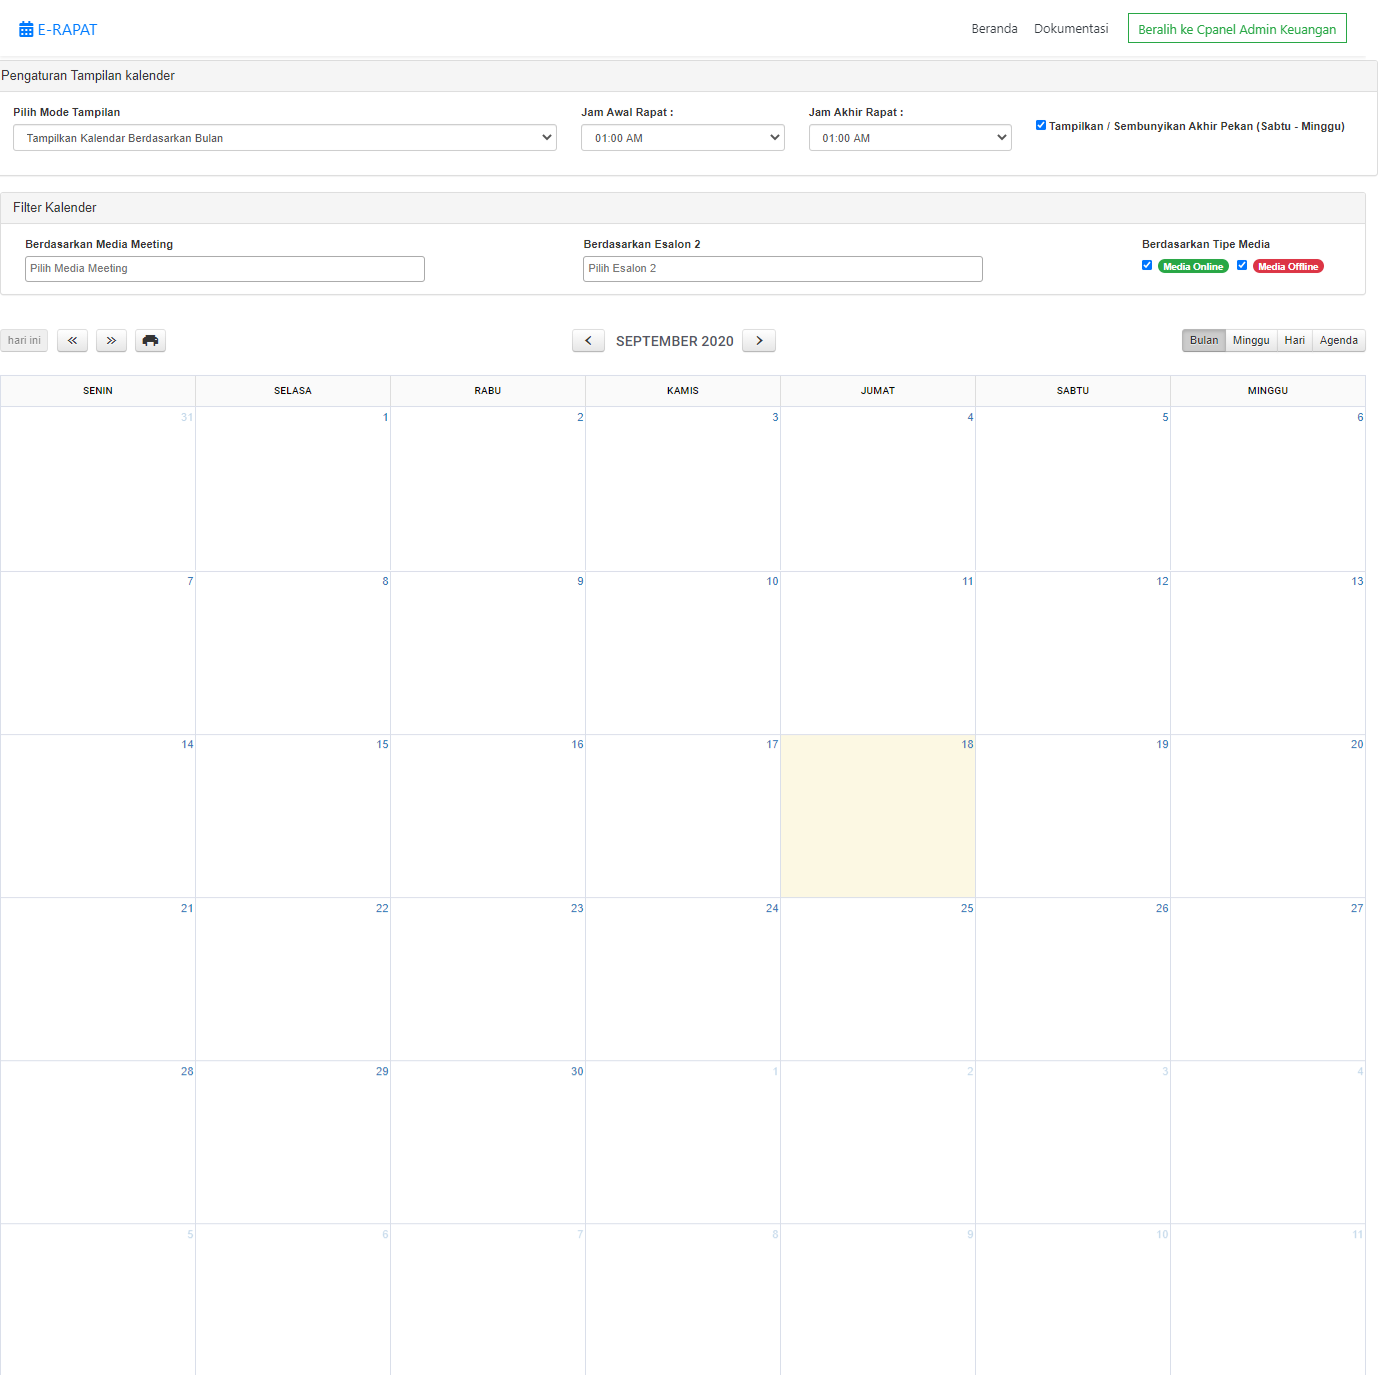 E-RAPAT
Beranda Dokumentasi Beralih ke Cpanel Admin Keuangan
Pengaturan Tampilan kalender
Pilih Mode Tampilan Jam Awal Rapat : Jam Akhir Rapat :
Tampilkan / Sembunyikan Akhir Pekan (Sabtu - Minggu)
Tampilkan Kalendar Berdasarkan Bulan 01:00 AM 01:00 AM
Filter Kalender
Berdasarkan Media Meeting Berdasarkan Esalon 2 Berdasarkan Tipe Media
Pilih Media Meeting Pilih Esalon 2 Media Online Media Offline
hari ini « » < SEPTEMBER 2020 > Bulan Minggu Hari Agenda
SENIN SELASA RABU KAMIS JUMAT SABTU MINGGU
31 1 2 3 4 5 6
7 8 9 10 11 12 13
14 15 16 17 18 19 20
21 22 23 24 25 26 27
28 29 30 1 2 3 4
5 6 7 8 9 10 11